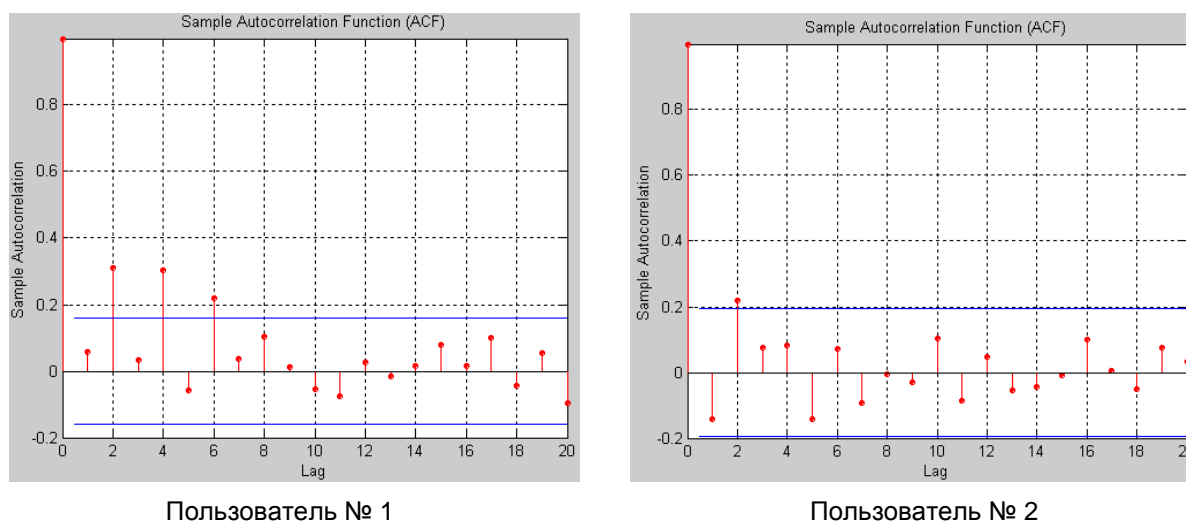 Sample Autocorrelation Function (ACF)
Sample Autocorrelation
0.8
0.6
0.4
0.2
0
-0.2
0 2 4 6 8 10 12 14 16 18 20
Lag
Пользователь № 1
Sample Autocorrelation Function (ACF)
Sample Autocorrelation
0.8
0.6
0.4
0.2
0
-0.2
0 2 4 6 8 10 12 14 16 18
Lag
Пользователь № 2